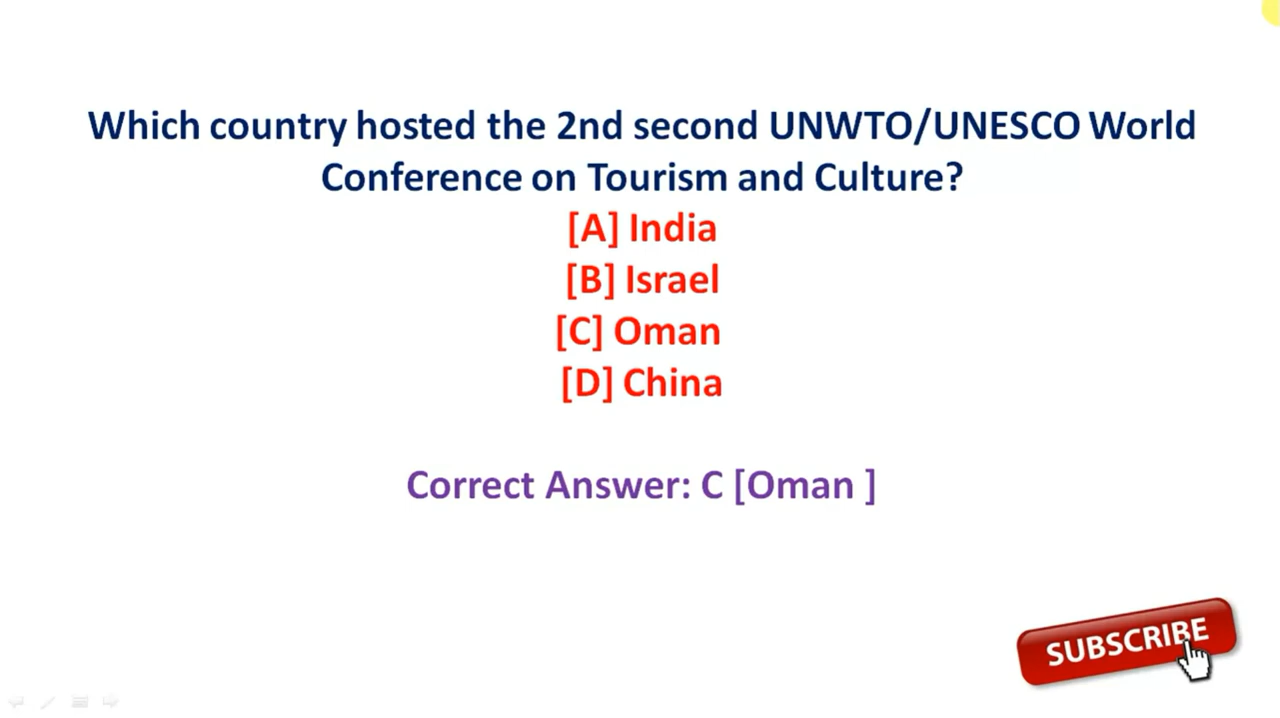 Which country hosted the 2nd second UNWTO/UNESCO World
Conference on Tourism and Culture?
[A] India
[B] Israel
[C] Oman
[D] China
Correct Answer: C [Oman ]
SUBSCRIBE